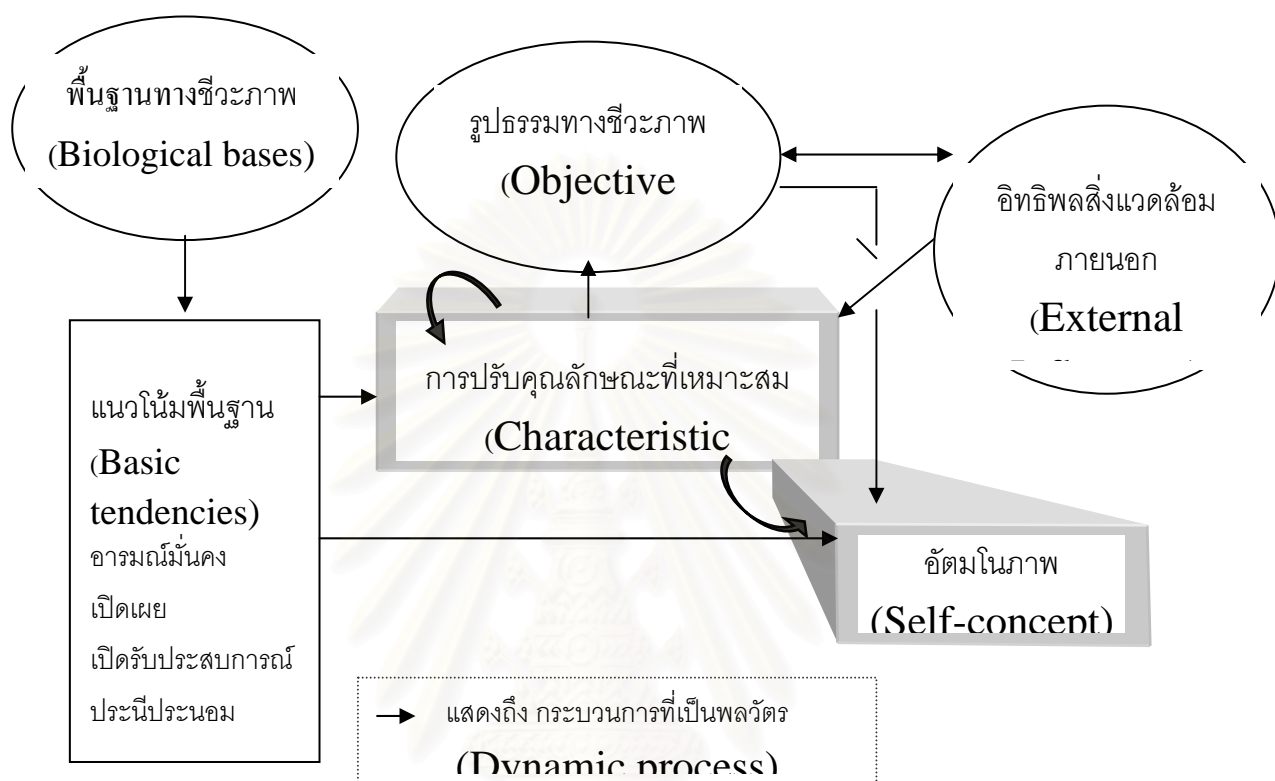 พื้นฐานทางชีวะภาพ
(Biological bases)
รูปธรรมทางชีวะภาพ
(Objective
อิทธิพลสิ่งแวดล้อม
ภายนอก
(External
การปรับคุณลักษณะที่เหมาะสม
(Characteristic
แนวโน้มพื้นฐาน
(Basic
tendencies)
อารมณ์มั่นคง
เปิดเผย
เปิดรับประสบการณ์
ประนีประนอม
อัตมโนภาพ
(Self-concept)
แสดงถึง กระบวนการที่เป็นพลวัตร
(Dynamic process)